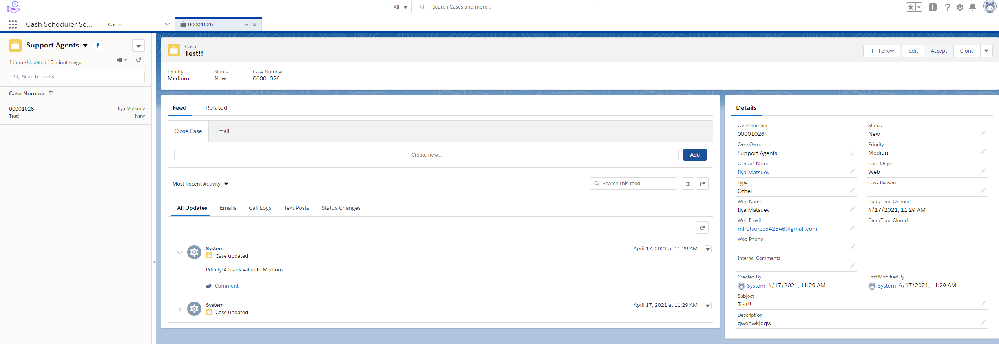 All
Search Cases and more...
Cash Scheduler Se...
Cases
00001026
Support Agents
1 item • Updated 15 minutes ago
Search this list...
Case Number
00001026
Ilya Matsuev
Test!!
New
Case
Test!!
Follow
Edit
Accept
Clone
Priority
Status
Case Number
Medium
New
00001026
Feed
Related
Close Case
Email
Create new...
Add
Most Recent Activity
Search this feed...
All Updates
Emails
Call Logs
Text Posts
Status Changes
System
April 17, 2021 at 11:29 AM
Case updated
Priority: A blank value to Medium
Comment
System
April 17, 2021 at 11:29 AM
Case updated
Details
Case Number
Status
00001026
New
Case Owner
Priority
Support Agents
Medium
Contact Name
Case Origin
Ilya Matsuev
Web
Type
Case Reason
Other
Web Name
Date/Time Opened
Ilya Matsuev
4/17/2021, 11:29 AM
Web Email
Date/Time Closed
mirotvorec542546@gmail.com
Web Phone
Internal Comments
Created By
Last Modified By
System, 4/17/2021, 11:29 AM
System, 4/17/2021, 11:29 AM
Subject
Test!!
Description
qweqwkjdqw